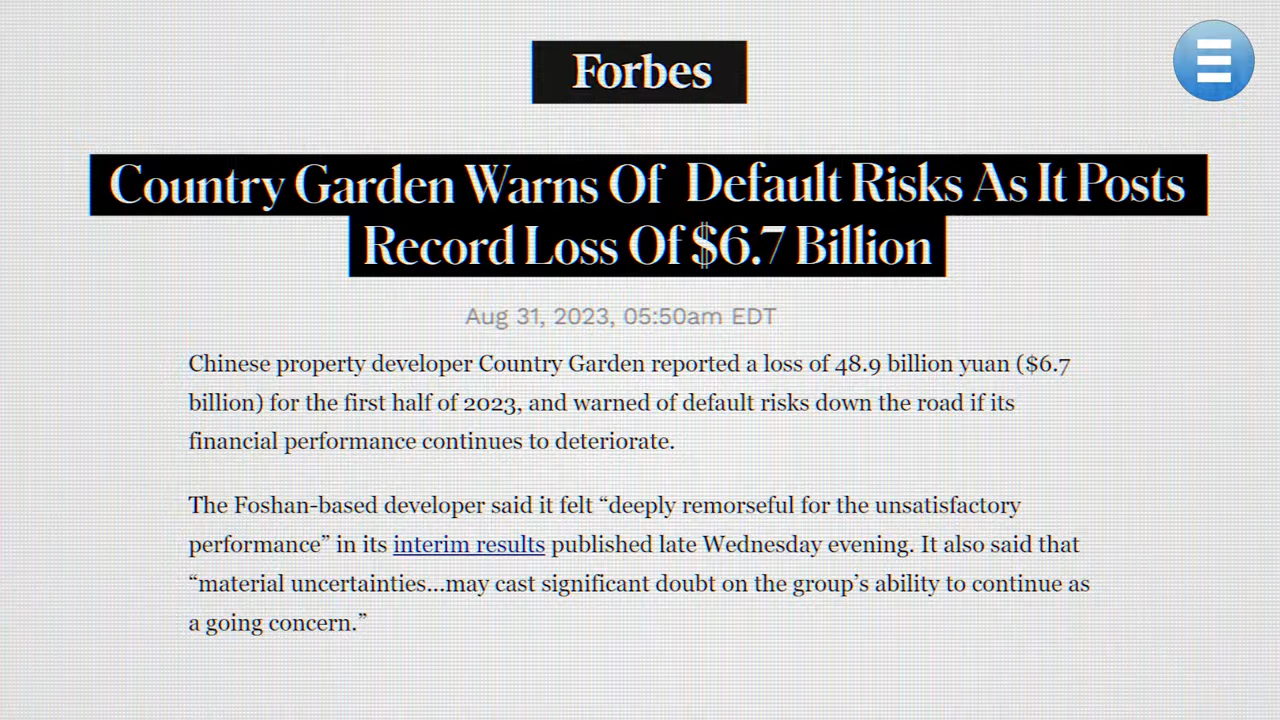 Forbes
Country Garden Warns Of Default Risks As It Posts
Record Loss Of $6.7 Billion
Aug 31, 2023, 05:50am EDT
Chinese property developer Country Garden reported a loss of 48.9 billion yuan ($6.7
billion) for the first half of 2023, and warned of default risks down the road if its
financial performance continues to deteriorate.
The Foshan-based developer said it felt “deeply remorseful for the unsatisfactory
performance” in its interim results published late Wednesday evening. It also said that
“material uncertainties...may cast significant doubt on the group’s ability to continue as
a going concern.”